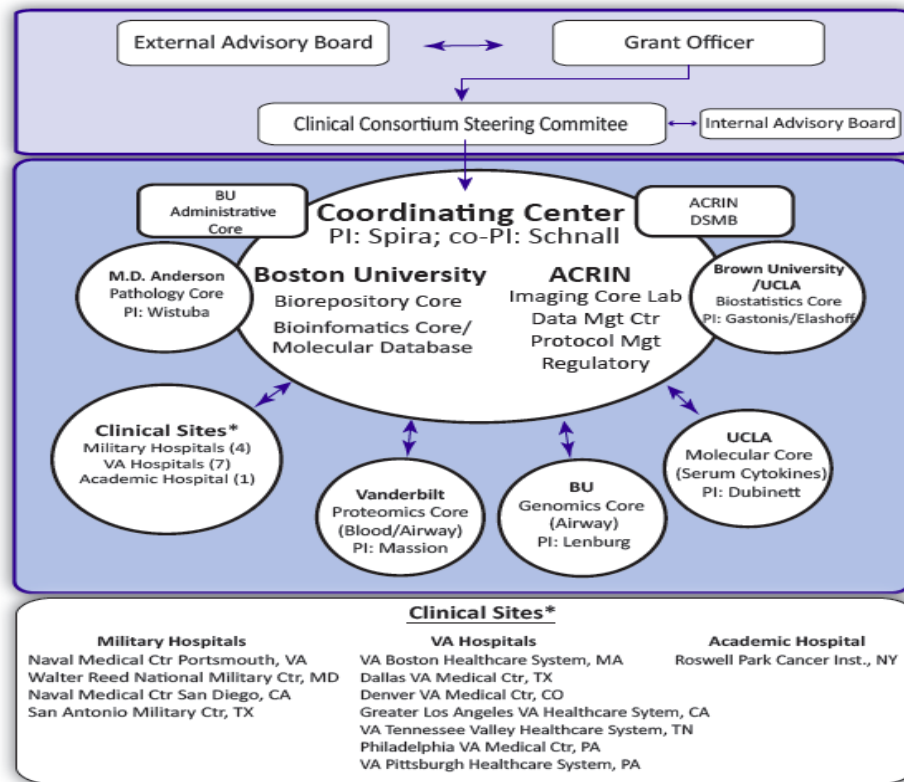 External Advisory Board
Grant Officer
Clinical Consortium Steering Commitee
Internal Advisory Board
BU
Administrative
Core
ACRIN
DSMB
Coordinating Center
PI: Spira; co-PI: Schnall
Boston University
Biorepository Core
Bioinfomatics Core/
Molecular Database
ACRIN
Imaging Core Lab
Data Mgt Ctr
Protocol Mgt
Regulatory
M.D. Anderson
Pathology Core
PI: Wistuba
Brown University
/UCLA
Biostatistics Core
PI: Gastonis/Elashoff
Clinical Sites*
Military Hospitals (4)
VA Hospitals (7)
Academic Hospital (1)
Vanderbilt
Proteomics Core
(Blood/Airway)
PI: Massion
BU
Genomics Core
(Airway)
PI: Lenburg
UCLA
Molecular Core
(Serum Cytokines)
PI: Dubinett
Clinical Sites*
Military Hospitals
Naval Medical Ctr Portsmouth, VA
Walter Reed National Military Ctr, MD
Naval Medical Ctr San Diego, CA
San Antonio Military Ctr, TX
VA Hospitals
VA Boston Healthcare System, MA
Dallas VA Medical Ctr, TX
Denver VA Medical Ctr, CO
Greater Los Angeles VA Healthcare Sytem, CA
VA Tennessee Valley Healthcare System, TN
Philadelphia VA Medical Ctr, PA
VA Pittsburgh Healthcare System, PA
Academic Hospital
Roswell Park Cancer Inst., NY